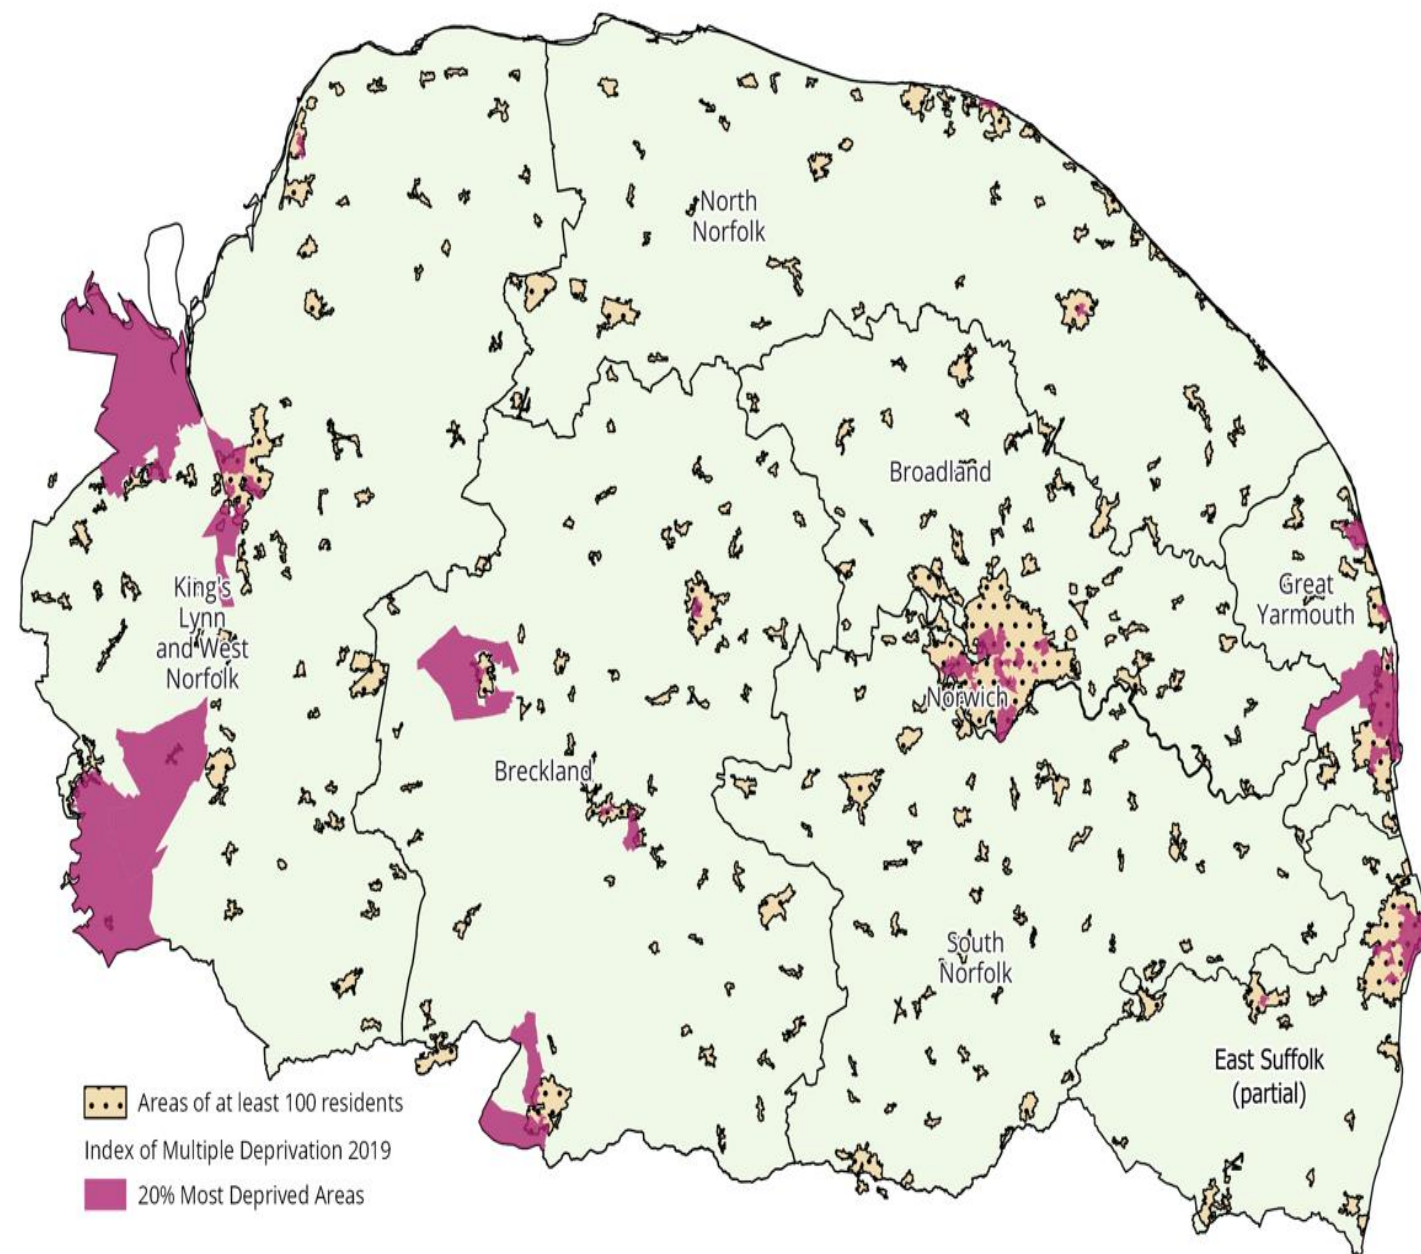 North
Norfolk
Broadland
King's
Lynn
and West
Norfolk
Great
Yarmouth
Norwich
Breckland
South
Norfolk
East Suffolk
(partial)
Areas of at least 100 residents
Index of Multiple Deprivation 2019
20% Most Deprived Areas